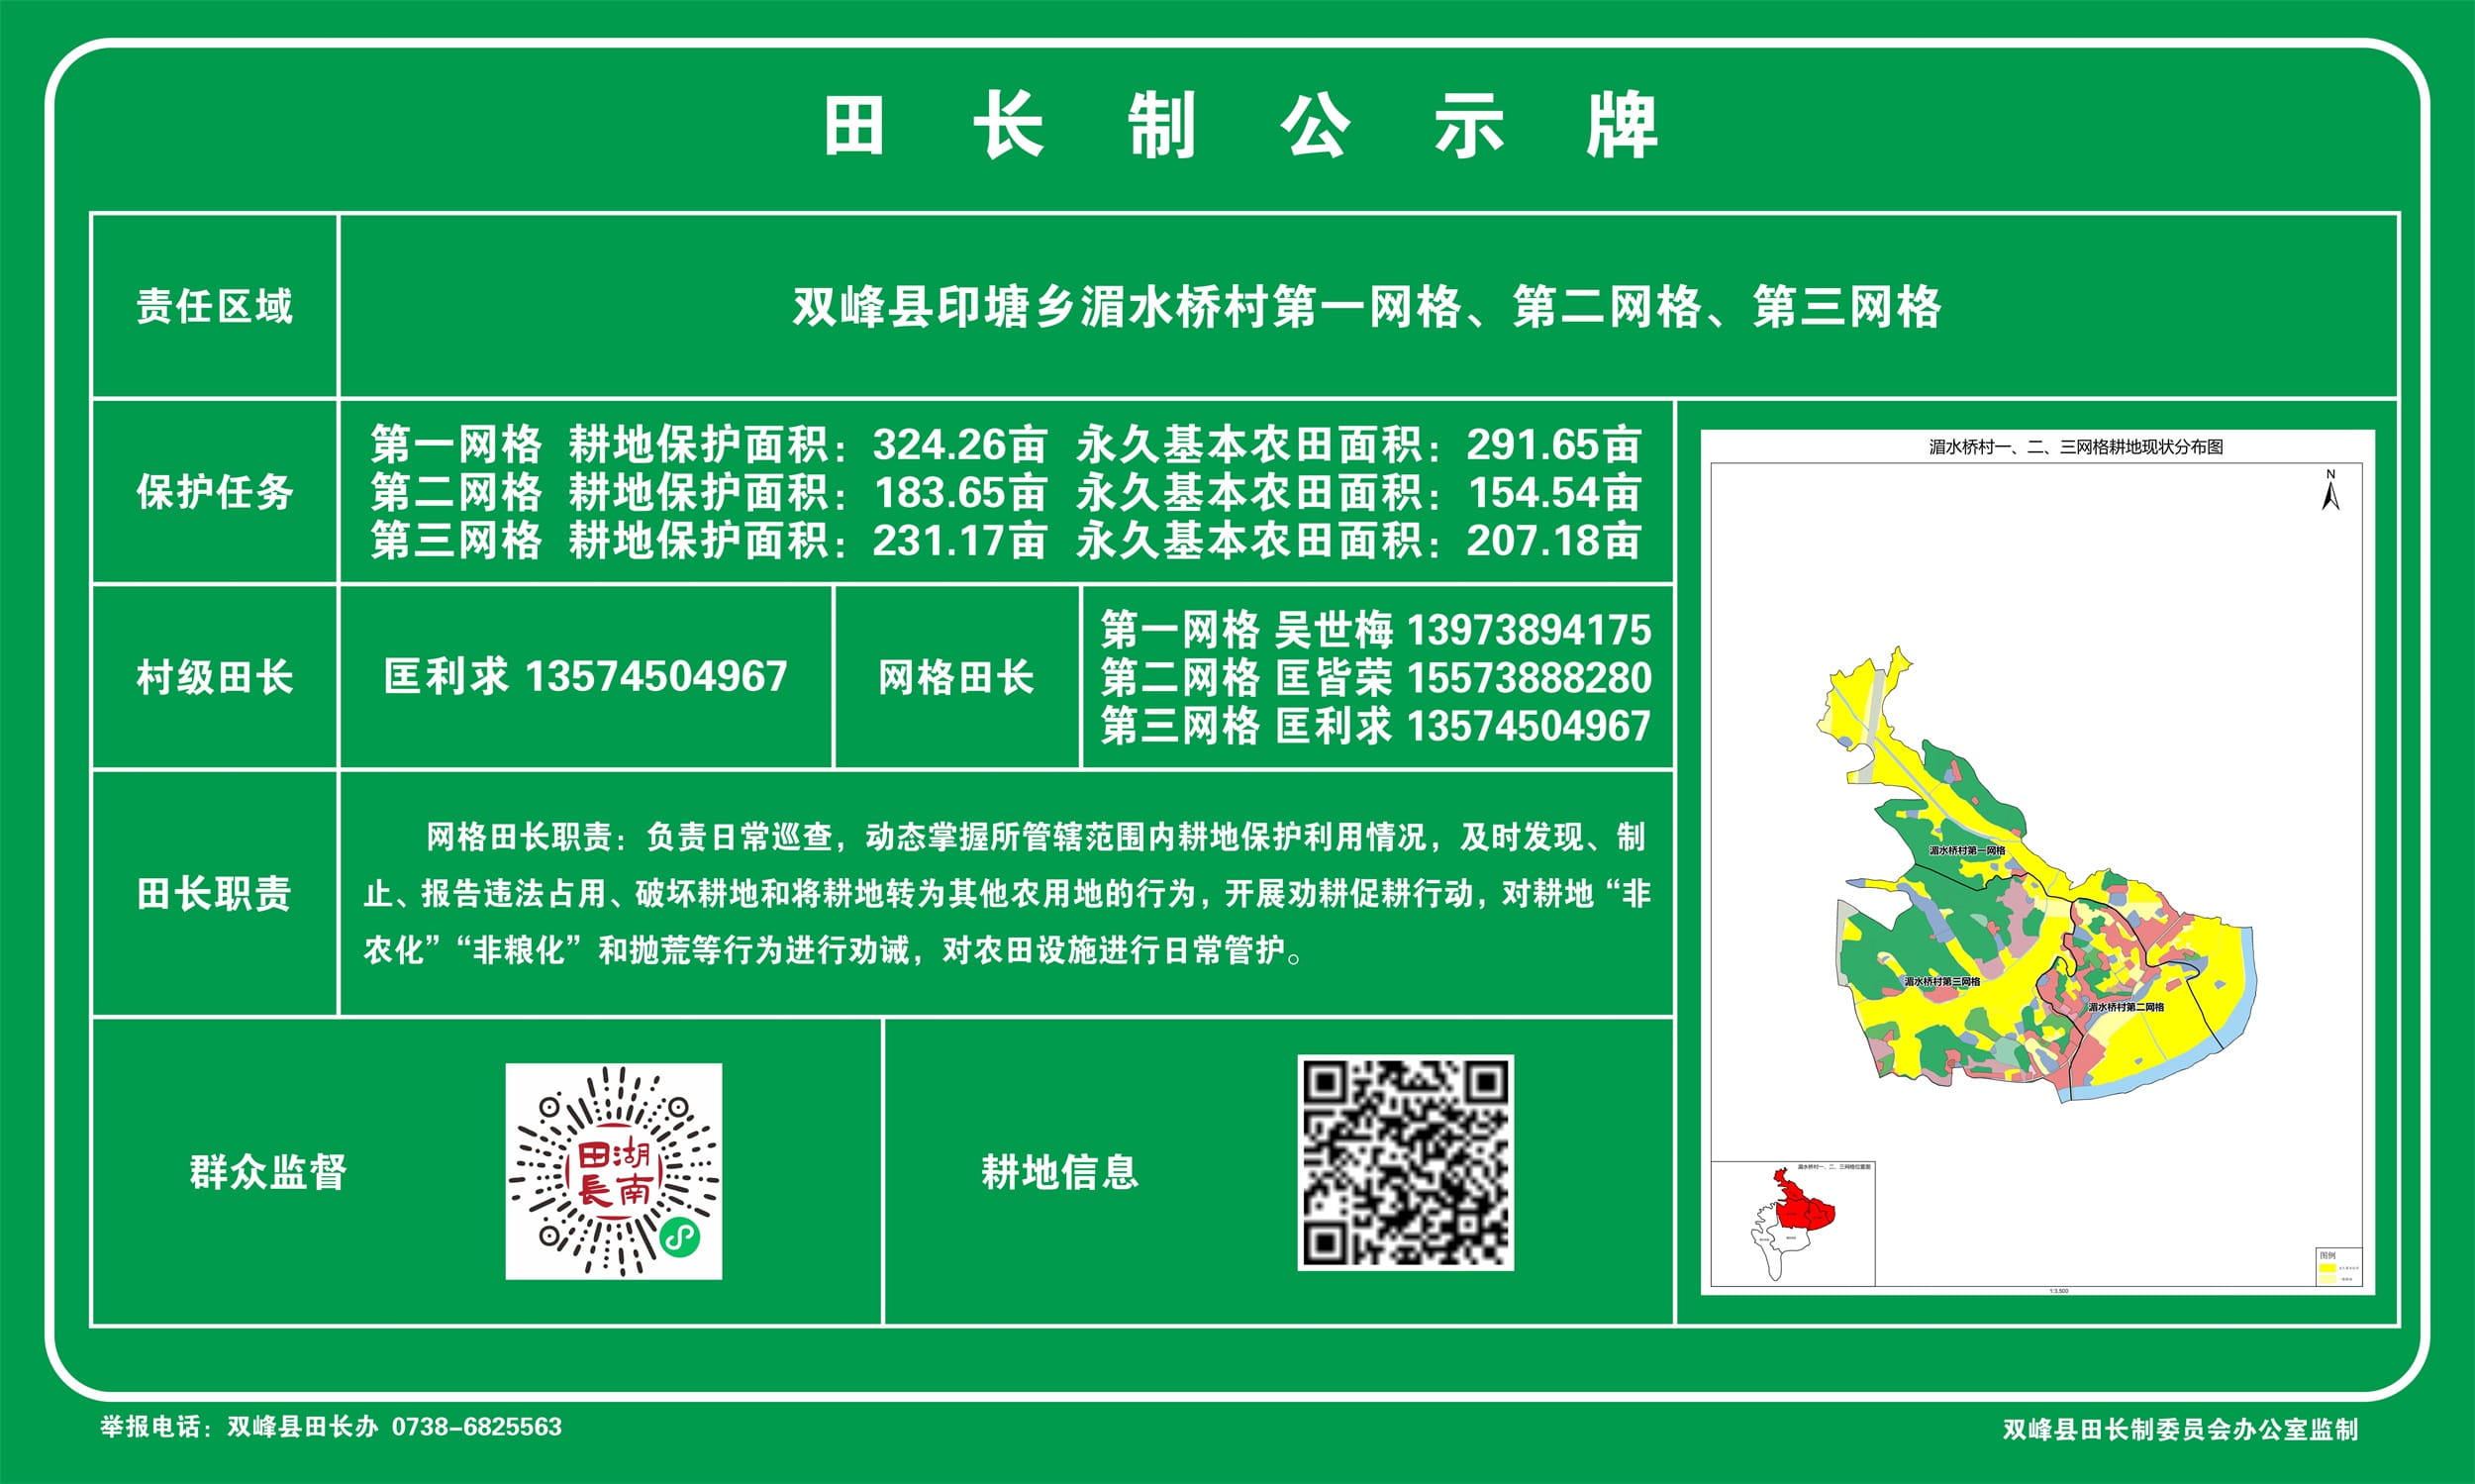 田长制公示牌
责任区域
双峰县印塘乡湄水桥村第一网格、第二网格、第三网格
保护任务
第一网格 耕地保护面积：324.26亩 永久基本农田面积：291.65亩
第二网格 耕地保护面积：183.65亩 永久基本农田面积：154.54亩
第三网格 耕地保护面积：231.17亩 永久基本农田面积：207.18亩
村级田长
匡利求 13574504967
网格田长
第一网格 吴世梅 13973894175
第二网格 匡皆荣 15573888280
第三网格 匡利求 13574504967
田长职责
网格田长职责：负责日常巡查，动态掌握所管辖范围内耕地保护利用情况，及时发现、制
止、报告违法占用、破坏耕地和将耕地转为其他农用地的行为，开展劝耕促耕行动，对耕地“非
农化”“非粮化”和抛荒等行为进行劝诫，对农田设施进行日常管护。
群众监督
田湖
長南
耕地信息
湄水桥村一、二、三网格耕地现状分布图
N
湄水桥村第一网格
湄水桥村第三网格
湄水桥村第二网格
湄水桥村一、二、三网格位置图
图例
1:3,500
举报电话：双峰县田长办 0738-6825563
双峰县田长制委员会办公室监制